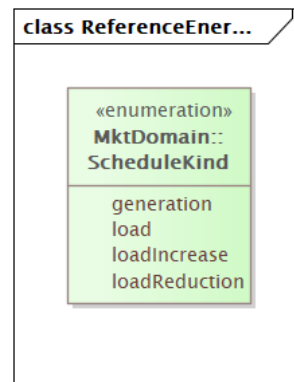 class ReferenceEner...
«enumeration»
MktDomain::
ScheduleKind
generation
load
loadIncrease
loadReduction